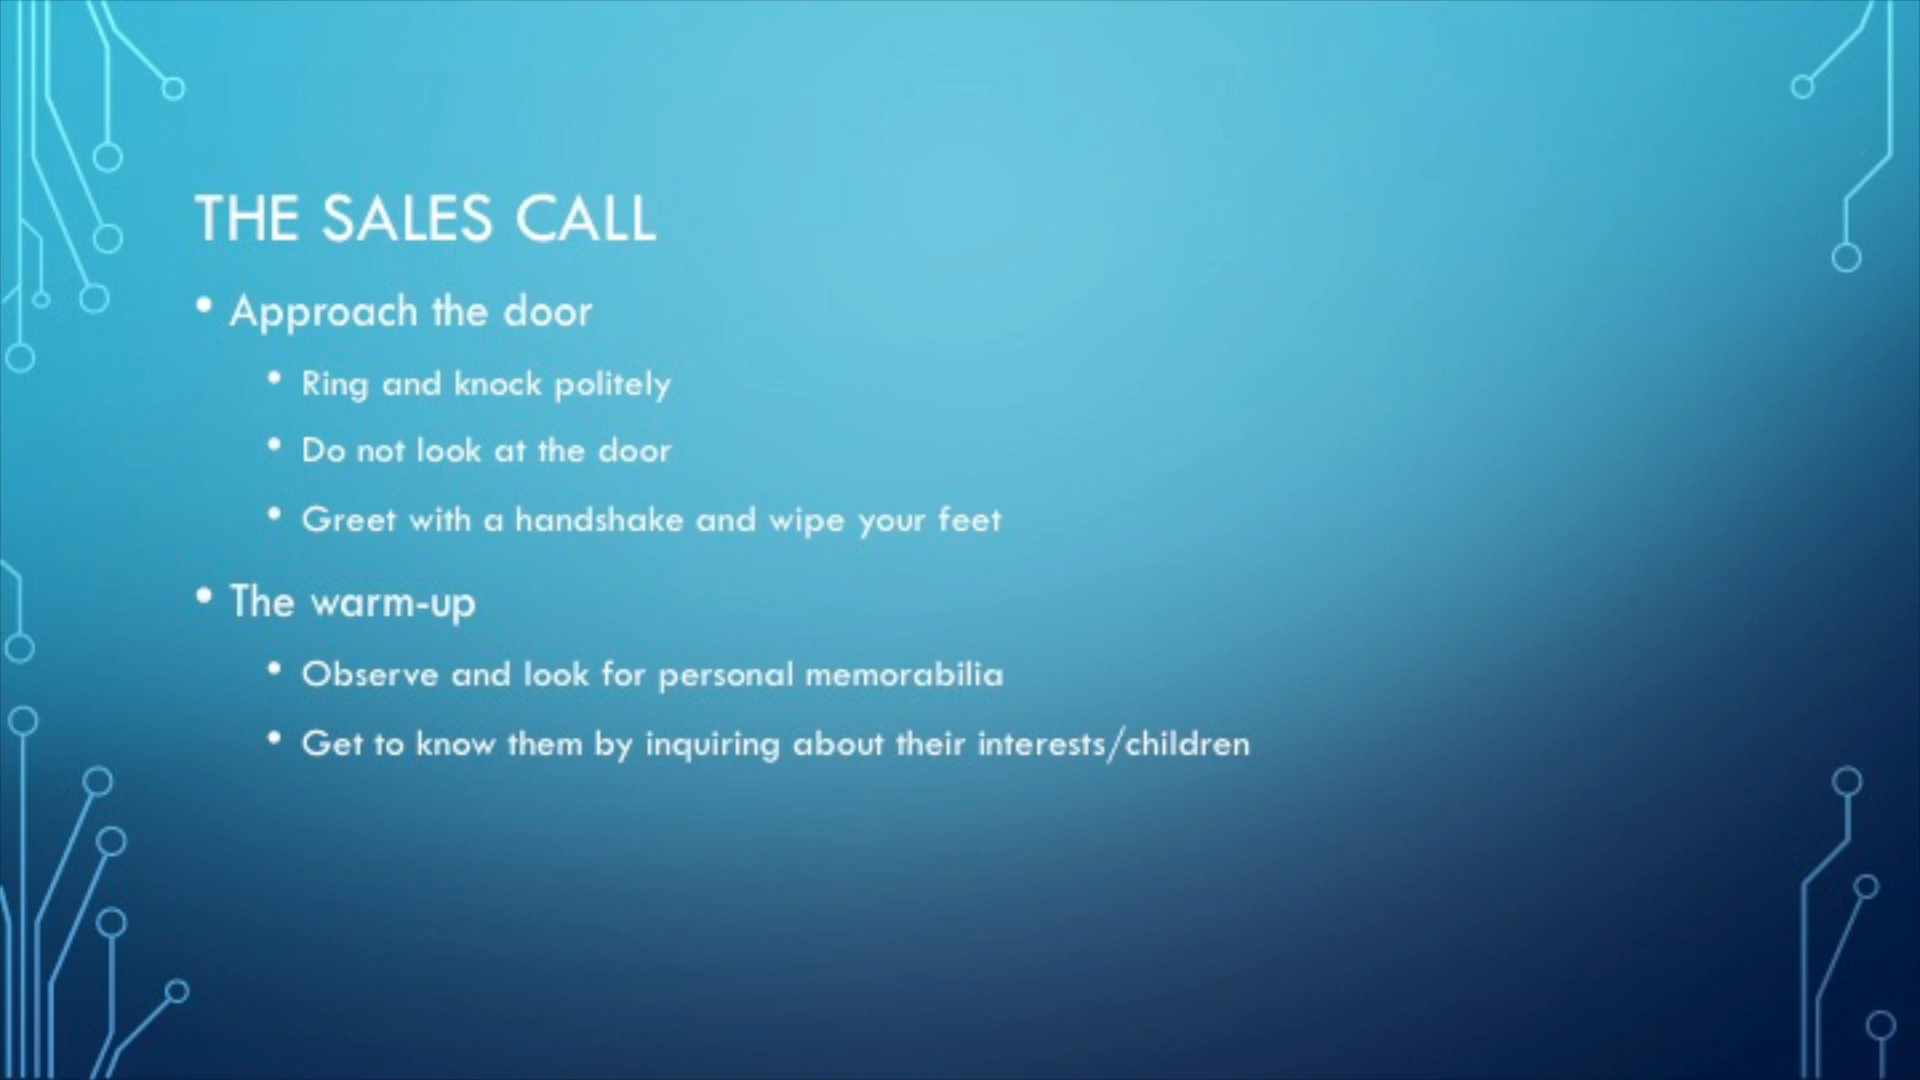 THE SALES CALL
• Approach the door
• Ring and knock politely
• Do not look at the door
• Greet with a handshake and wipe your feet
• The warm-up
• Observe and look for personal memorabilia
• Get to know them by inquiring about their interests/children